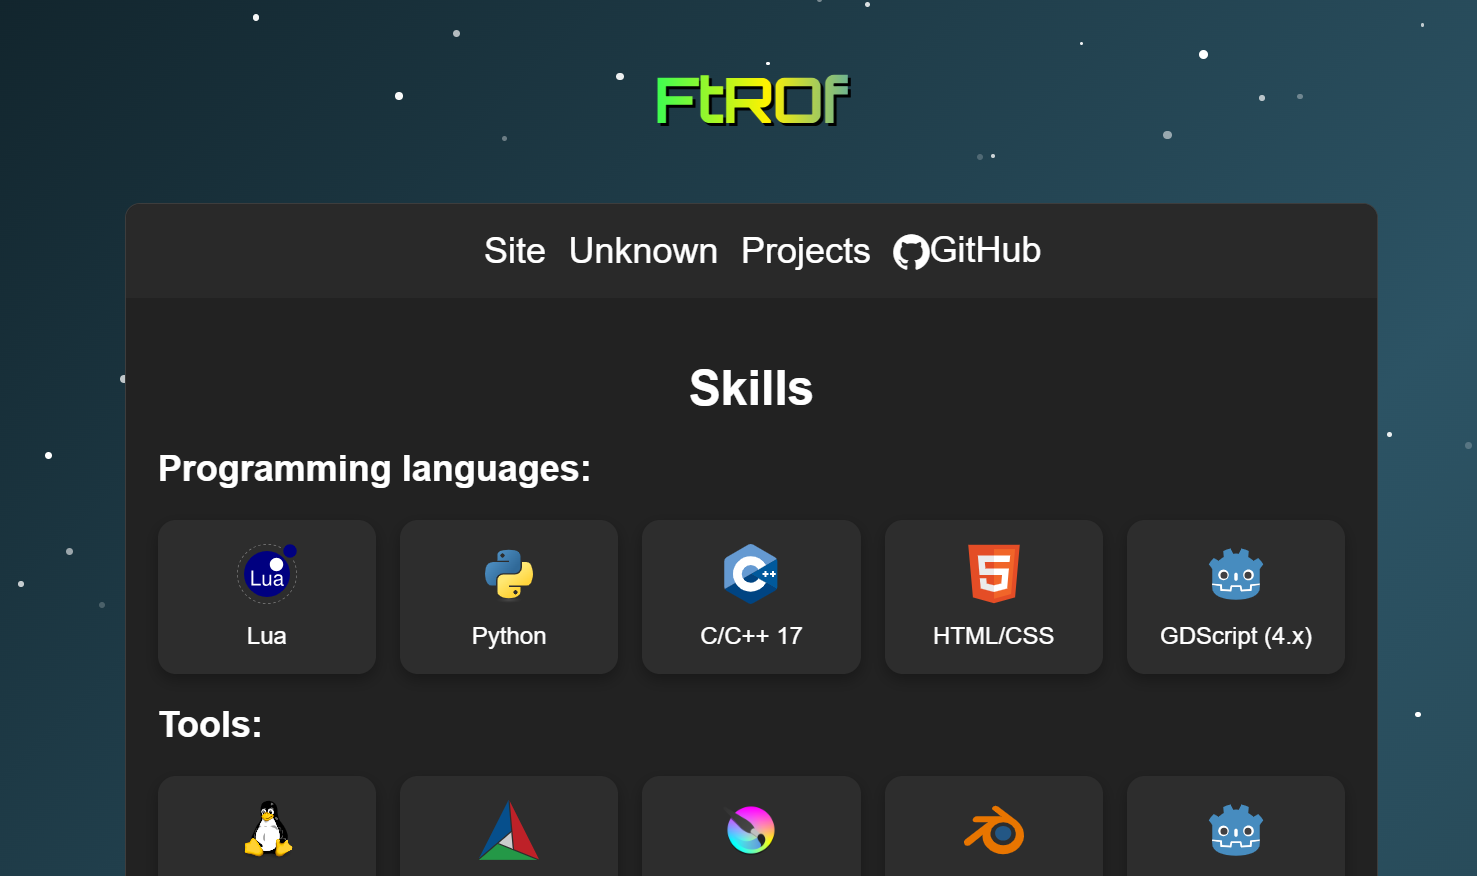 FtROf
Site Unknown Projects GitHub
Skills
Programming languages:
Lua
Lua Python C/C++ 17 HTML/CSS GDScript (4.x)
Tools: